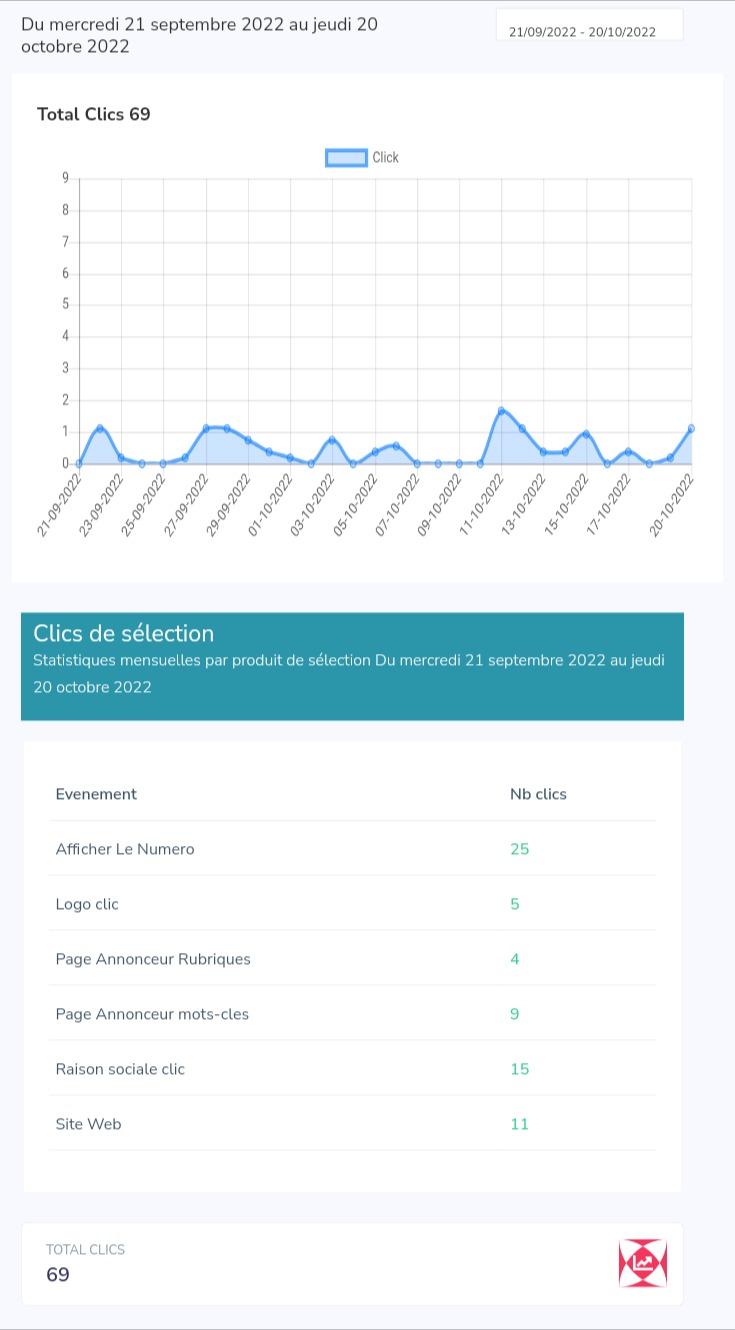 Du mercredi 21 septembre 2022 au jeudi 20
octobre 2022
21/09/2022 - 20/10/2022
Total Clics 69
Click
9
8
7
6
5
4
3
2
1
0
21-09-2022
23-09-2022
25-09-2022
27-09-2022
29-09-2022
01-10-2022
03-10-2022
05-10-2022
07-10-2022
09-10-2022
11-10-2022
13-10-2022
15-10-2022
17-10-2022
20-10-2022
Clics de sélection
Statistiques mensuelles par produit de sélection Du mercredi 21 septembre 2022 au jeudi
20 octobre 2022
Evenement Nb clics
Afficher Le Numero 25
Logo clic 5
Page Annonceur Rubriques 4
Page Annonceur mots-cles 9
Raison sociale clic 15
Site Web 11
TOTAL CLICS
69